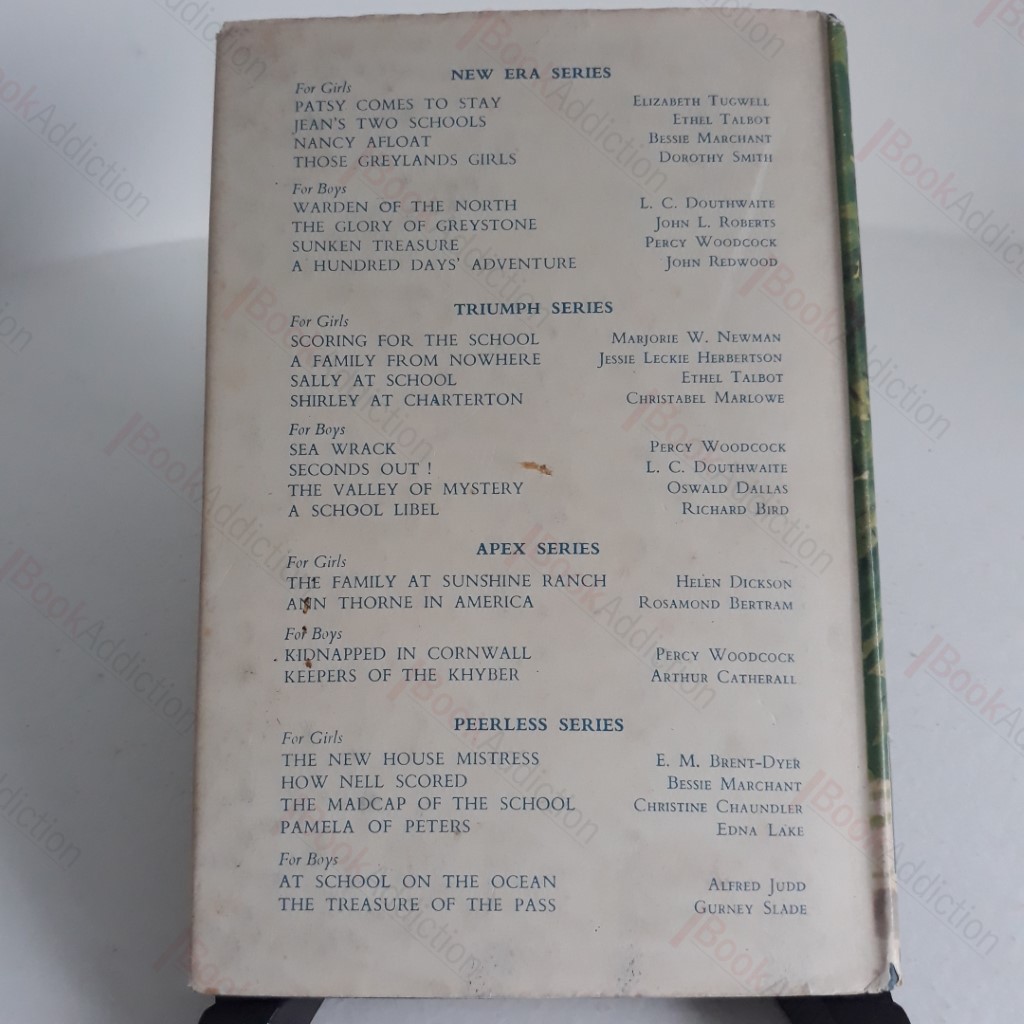 NEW ERA SERIES
For Girls
PATSY COMES TO STAY ELIZABETH TUGWELL
JEAN'S TWO SCHOOLS ETHEL TALBOT
NANCY AFLOAT BESSIE MARCHANT
THOSE GREYLANDS GIRLS DOROTHY SMITH
For Boys
WARDEN OF THE NORTH L. C. DOUTHWAITE
THE GLORY OF GREYSTONE JOHN L. ROBERTS
SUNKEN TREASURE PERCY WOODCOCK
A HUNDRED DAYS' ADVENTURE JOHN REDWOOD
TRIUMPH SERIES
For Girls
SCORING FOR THE SCHOOL MARJORIE W. NEWMAN
A FAMILY FROM NOWHERE JESSIE LECKIE HERBERTSON
SALLY AT SCHOOL ETHEL TALBOT
SHIRLEY AT CHARTERTON CHRISTABEL MARLOWE
For Boys
SEA WRACK PERCY WOODCOCK
SECONDS OUT ! L. C. DOUTHWAITE
THE VALLEY OF MYSTERY OSWALD DALLAS
A SCHOOL LIBEL RICHARD BIRD
APEX SERIES
For Girls
THE FAMILY AT SUNSHINE RANCH HELEN DICKSON
ANN THORNE IN AMERICA ROSAMOND BERTRAM
For Boys
KIDNAPPED IN CORNWALL PERCY WOODCOCK
KEEPERS OF THE KHYBER ARTHUR CATHERALL
PEERLESS SERIES
For Girls
THE NEW HOUSE MISTRESS E. M. BRENT-DYER
HOW NELL SCORED BESSIE MARCHANT
THE MADCAP OF THE SCHOOL CHRISTINE CHAUNDLER
PAMELA OF PETERS EDNA LAKE
For Boys
AT SCHOOL ON THE OCEAN ALFRED JUDD
THE TREASURE OF THE PASS GURNEY SLADE
BookAddiction